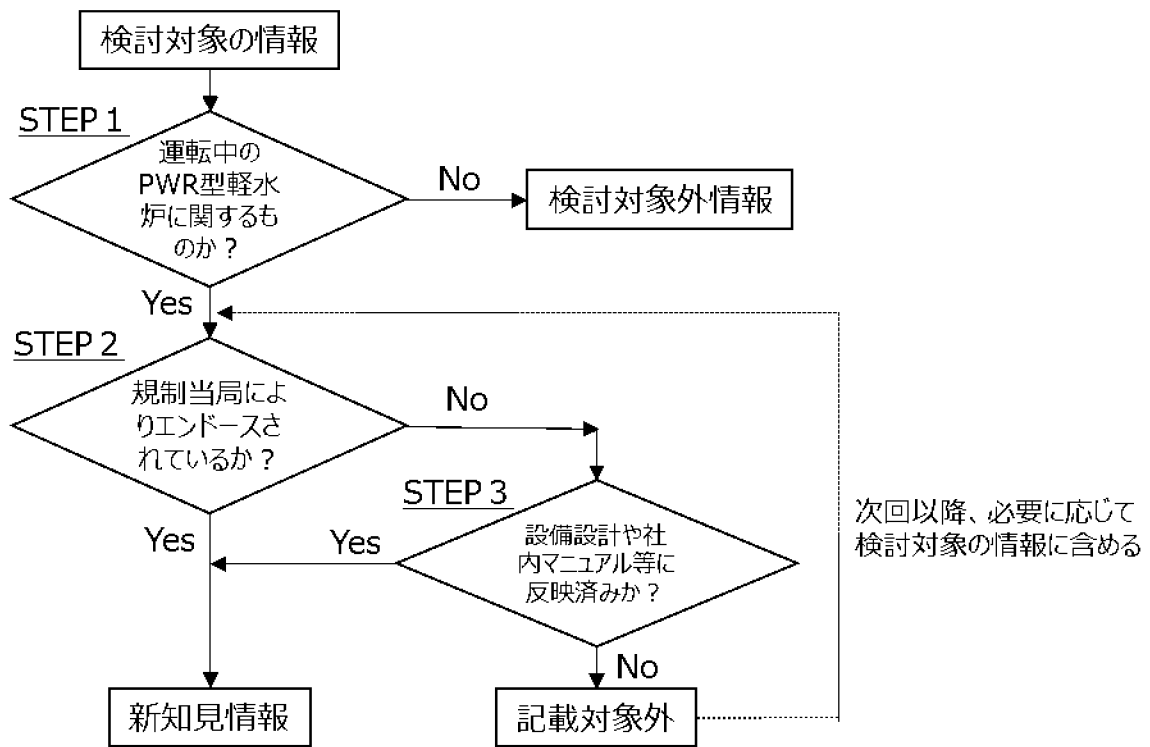 検討対象の情報
STEP 1
運転中の
PWR型軽水
炉に関するも
のか？
No
検討対象外情報
Yes
STEP 2
規制当局によ
りエンドースさ
れているか？
No
STEP 3
設備設計や社
内マニュアル等に
反映済みか？
Yes
Yes
次回以降、必要に応じて
検討対象の情報に含める
No
新知見情報
記載対象外